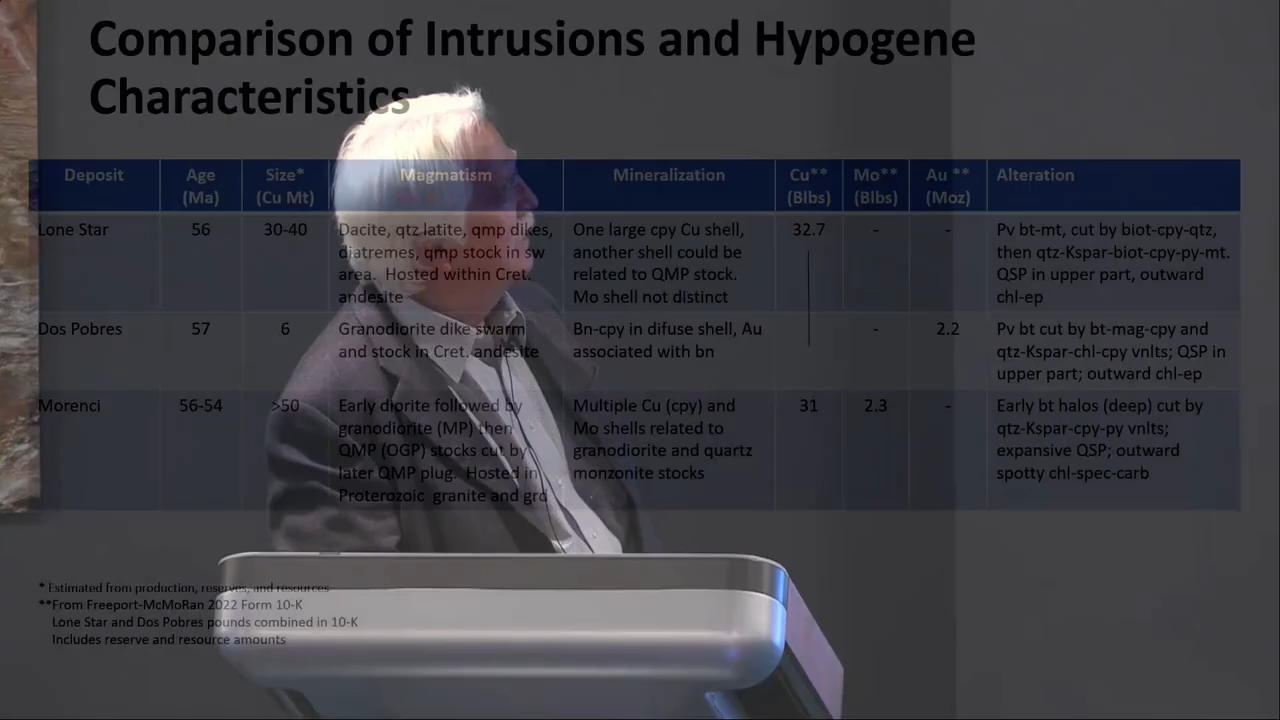 Comparison of Intrusions and Hypogene
Characteristics
Deposit Age (Ma) Size* (Cu Mt) Magmatism Mineralization Cu** (Blbs) Mo** (Blbs) Au ** (Moz) Alteration
Lone Star 56 30-40 Dacite, qtz latite, qmp dikes, One large cpy Cu shell, 32.7 - - Pv bt-mt, cut by biot-cpy-qtz,
diatremes, qmp stock in sw another shell could be then qtz-Kspar-biot-cpy-py-mt.
area. Hosted within Cret. related to QMP stock. QSP in upper part, outward
andesite Mo shell not distinct chl-ep
Dos Pobres 57 6 Granodiorite dike swarm Bn-cpy in difuse shell, Au - 2.2 Pv bt cut by bt-mag-cpy and
and stock in Cret. andesite associated with bn qtz-Kspar-chl-cpy vnlts; QSP in
upper part; outward chl-ep
Morenci 56-54 >50 Early diorite followed by Multiple Cu (cpy) and 31 2.3 - Early bt halos (deep) cut by
granodiorite (MP) then Mo shells related to qtz-Kspar-cpy-py vnlts;
QMP (OGP) stocks cut by granodiorite and quartz expansive QSP; outward
later QMP plug. Hosted in monzonite stocks spotty chl-spec-carb
Proterozoic granite and grd
* Estimated from production, reserves, and resources
**From Freeport-McMoRan 2022 Form 10-K
Lone Star and Dos Pobres pounds combined in 10-K
Includes reserve and resource amounts